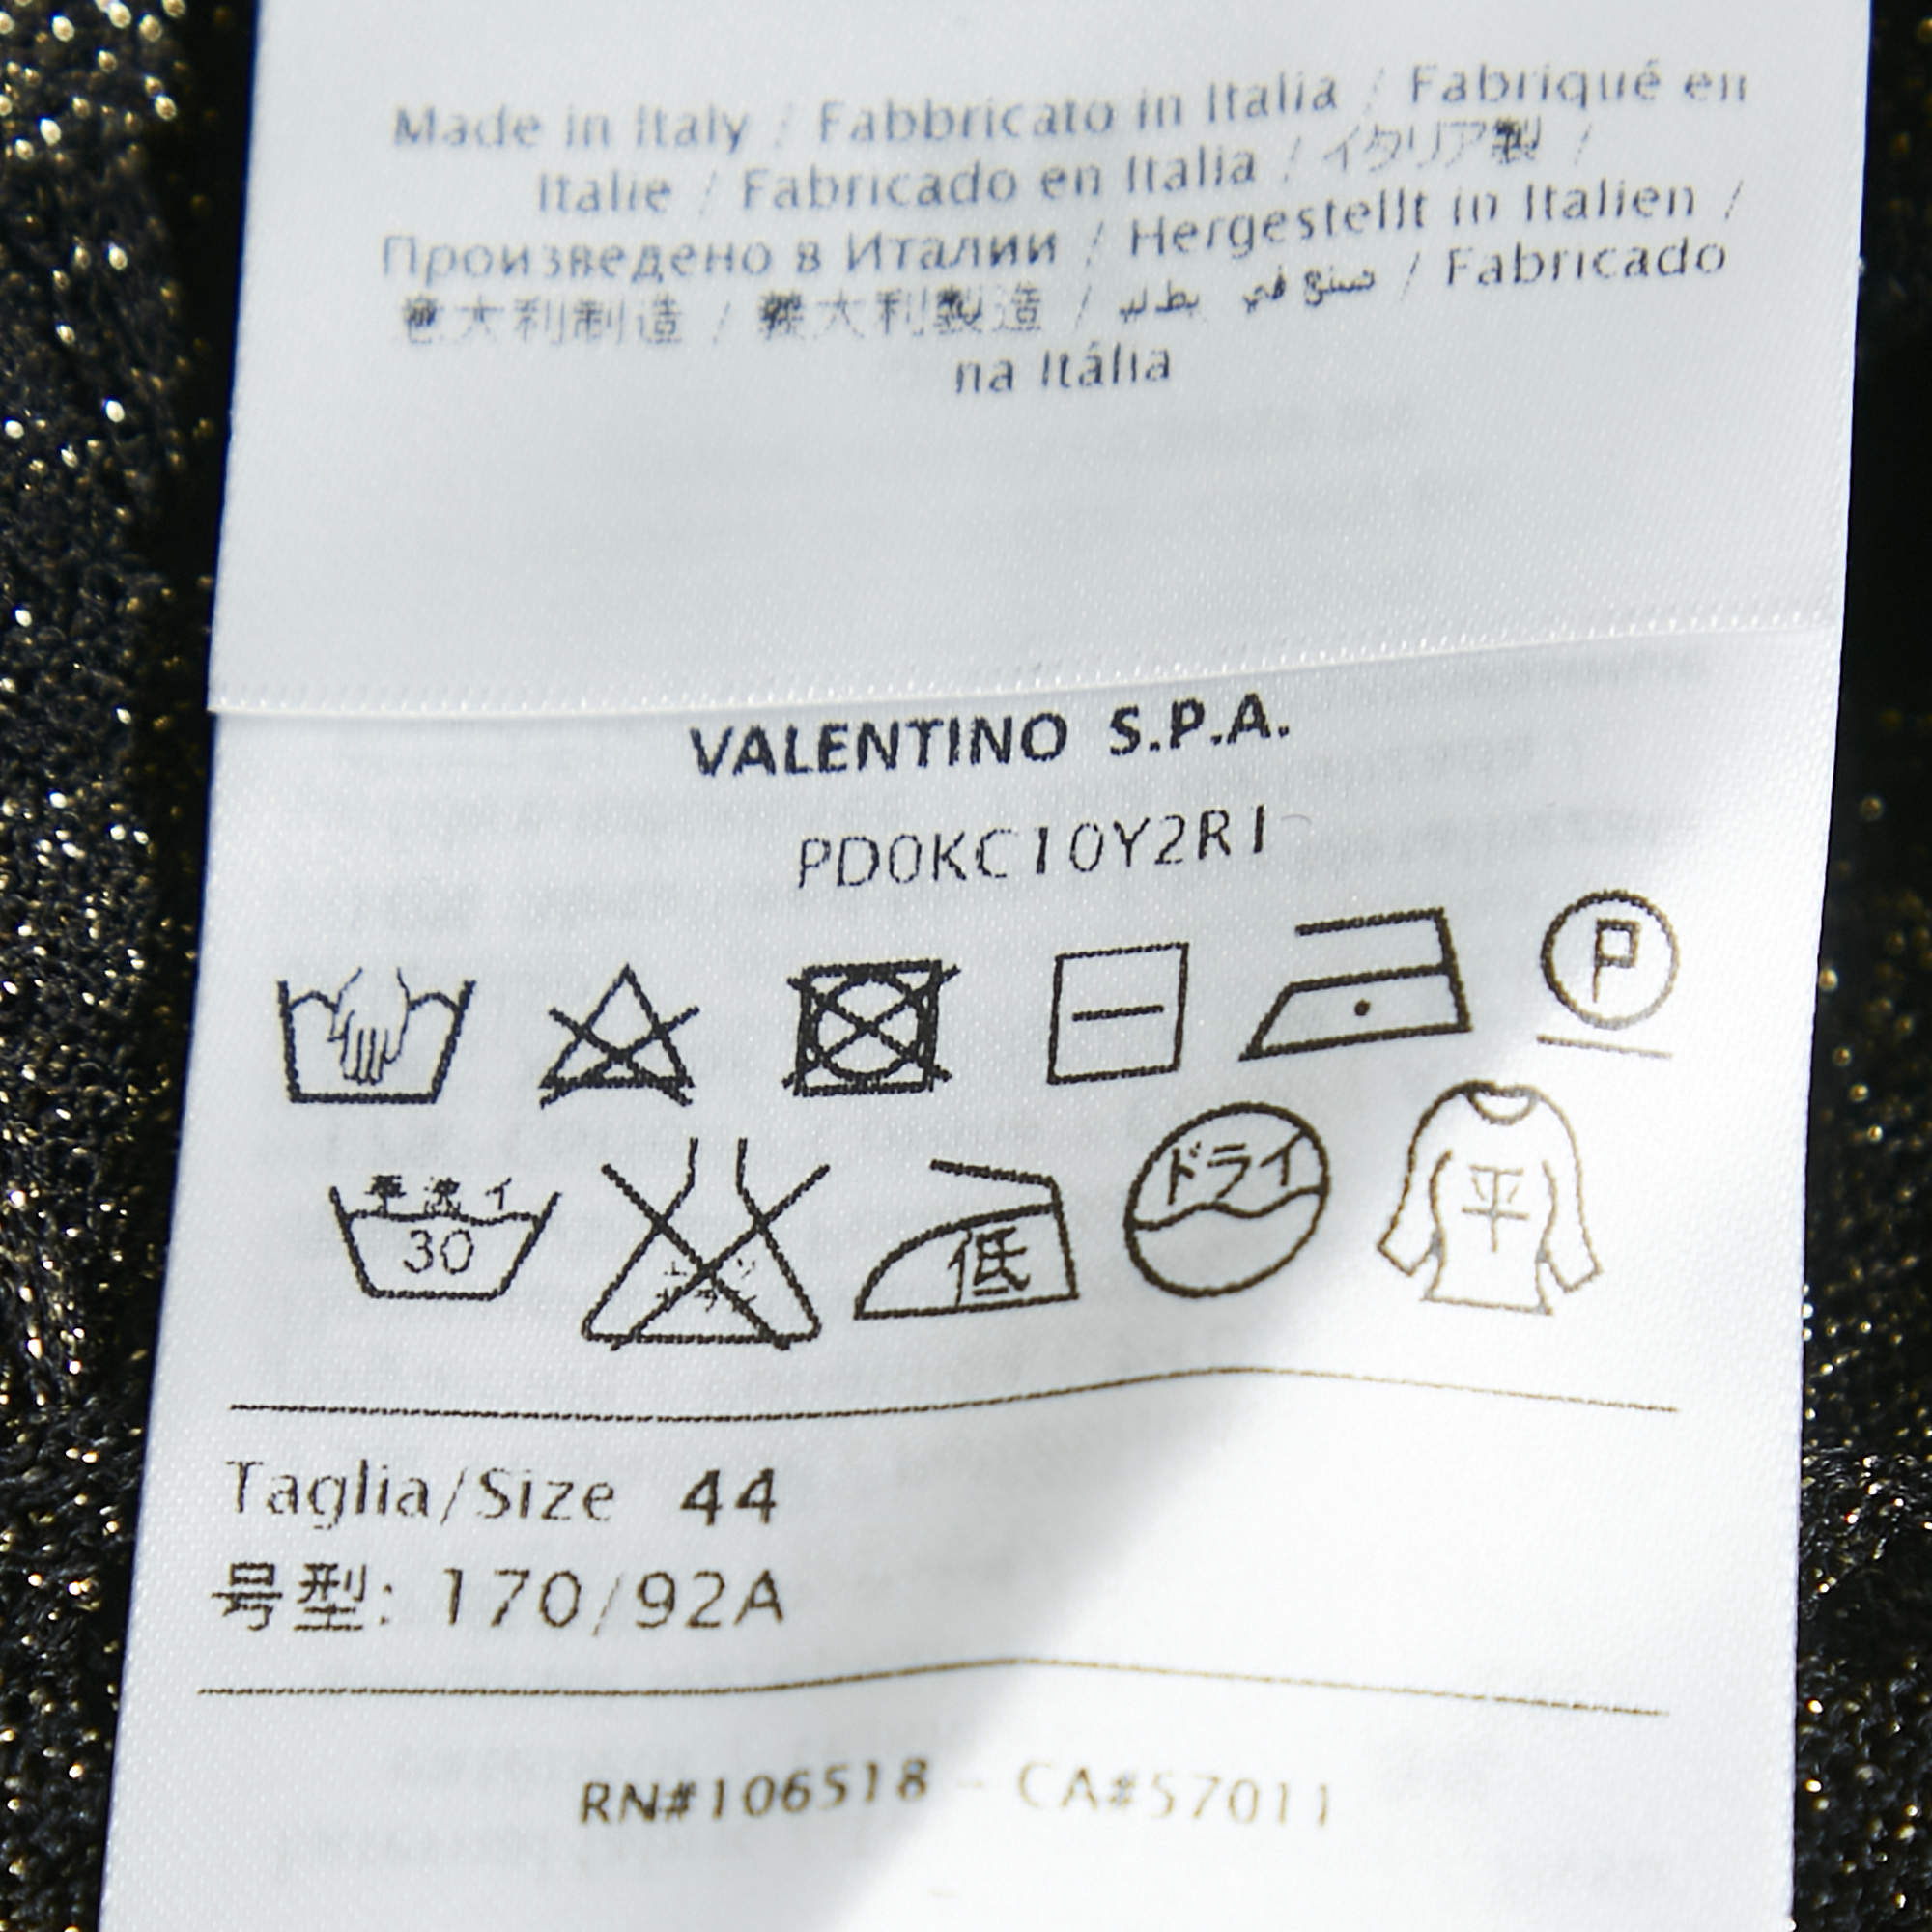 Made in Italy / Fabbricato in Italia / Fabriqué en
Italie / Fabricado en Italia / イタリア製 /
Произведено в Италии / Hergestellt in Italien /
意大利制造 / 義大利製造 / صنع في / Fabricado
na Itália
VALENTINO S.P.A.
PD0KC10Y2R1
P
30
低
ドライ
平
Taglia/Size 44
号型: 170/92A
RN#106518 - CA#57011